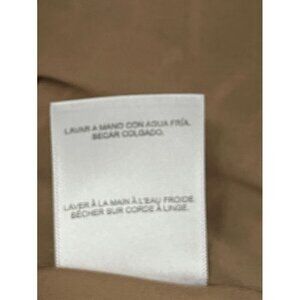 LAVAR A MANO CON AGUA FRÍA.
SECAR COLGADO.
LAVER À LA MAIN À L'EAU FROIDE.
SÉCHER SUR CORDE À LINGE.